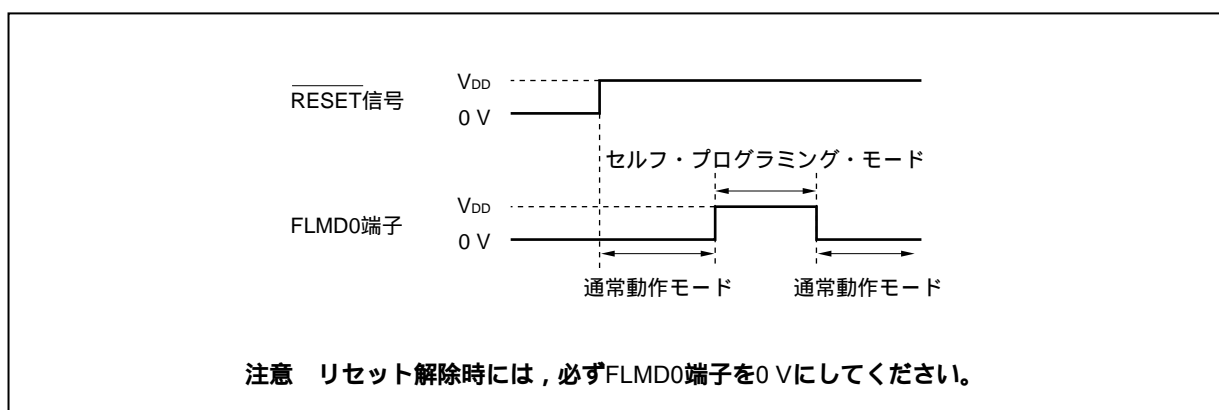 VDD
RESET信号
0 V
セルフ・プログラミング・モード
VDD
FLMD0端子
0 V
通常動作モード 通常動作モード
注意 リセット解除時には，必ずFLMD0端子を0 Vにしてください。